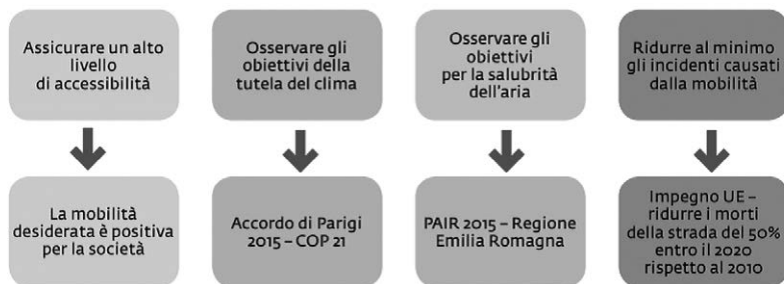 Assicurare un alto
livello
di accessibilità
Osservare gli
obiettivi della
tutela del clima
Osservare gli
obiettivi
per la salubrità
dell'aria
Ridurre al minimo
gli incidenti causati
dalla mobilità
La mobilità
desiderata è positiva
per la società
Accordo di Parigi
2015 – COP 21
PAIR 2015 – Regione
Emilia Romagna
Impegno UE –
ridurre i morti
della strada del 50%
entro il 2020
rispetto al 2010